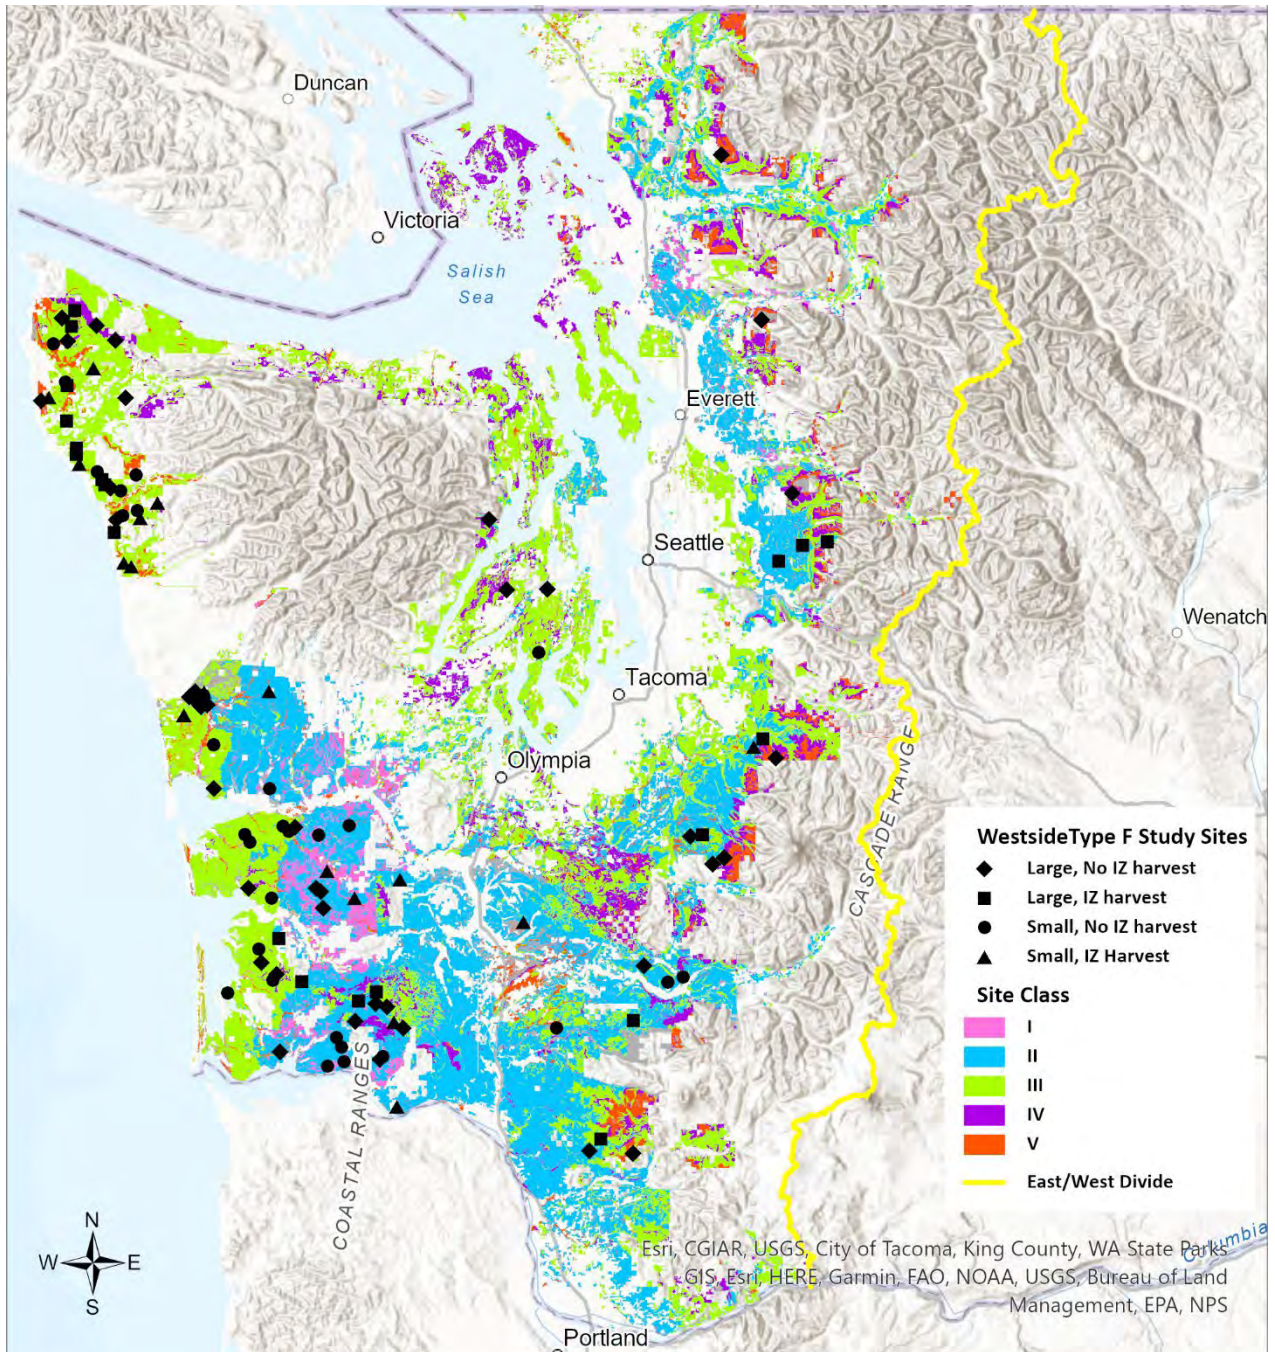 Duncan
Victoria
Salish
Sea
Everett
Seattle
Wenatch
Tacoma
Olympia
CASCADE RANGE
WestsideType F Study Sites
Large, No IZ harvest
Large, IZ harvest
Small, No IZ harvest
Small, IZ Harvest
Site Class
I
II
III
IV
V
East/West Divide
COASTAL RANGES
N
W E
S
Columbia
Esri, CGIAR, USGS, City of Tacoma, King County, WA State Parks
GIS, Esri, HERE, Garmin, FAO, NOAA, USGS, Bureau of Land
Management, EPA, NPS
Portland